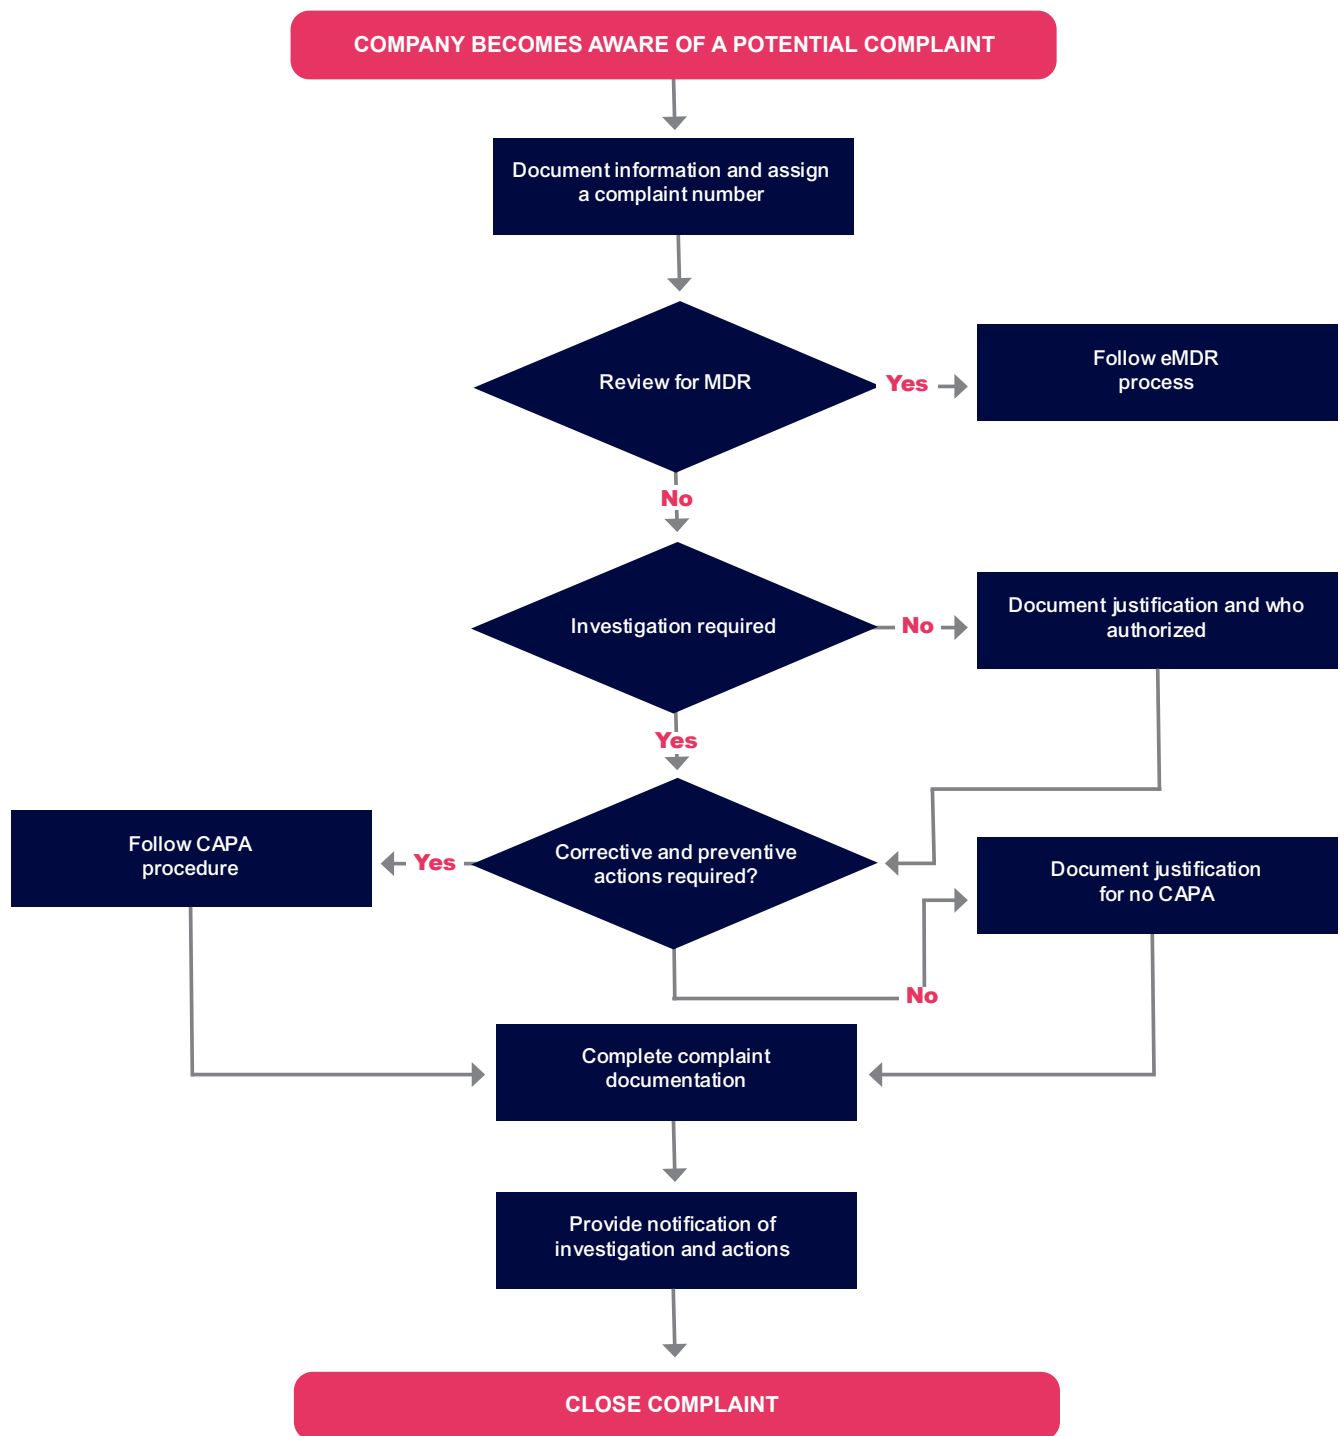 COMPANY BECOMES AWARE OF A POTENTIAL COMPLAINT
Document information and assign
a complaint number
Review for MDR
Yes
Follow eMDR
process
No
Investigation required
No
Document justification and who
authorized
Yes
Follow CAPA
procedure
Yes
Corrective and preventive
actions required?
Document justification
for no CAPA
No
Complete complaint
documentation
Provide notification of
investigation and actions
CLOSE COMPLAINT